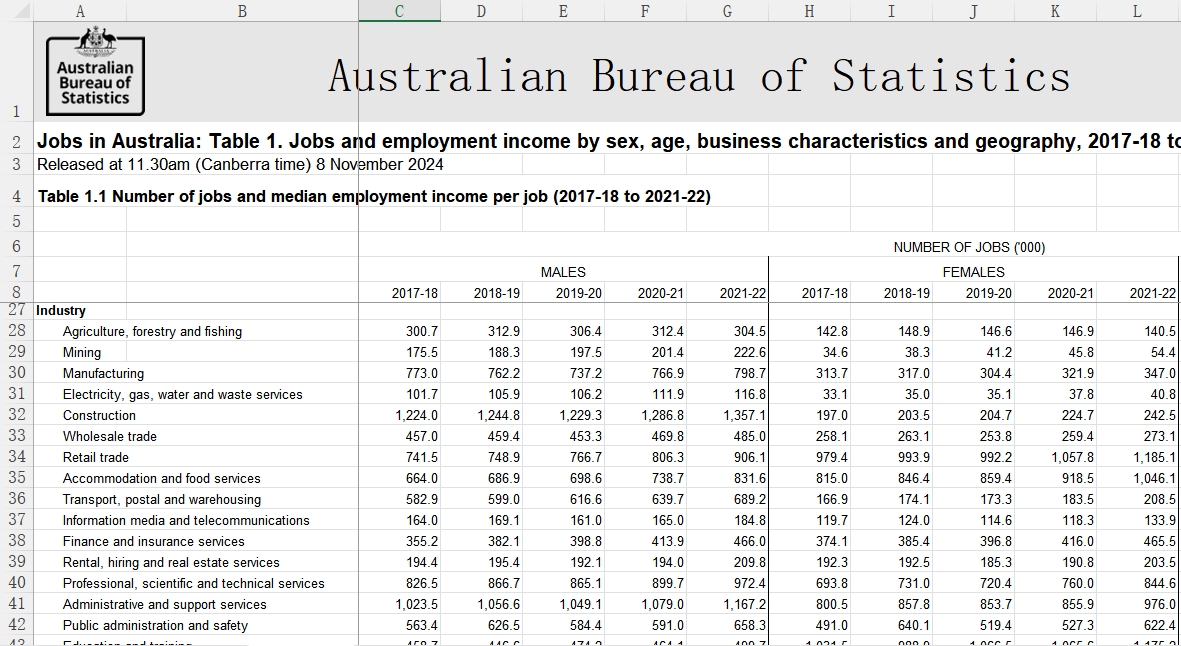 A B C D E F G H I J K L
Australian
Bureau of
Statistics
Australian Bureau of Statistics
1
2 Jobs in Australia: Table 1. Jobs and employment income by sex, age, business characteristics and geography, 2017-18 to
3 Released at 11.30am (Canberra time) 8 November 2024
4 Table 1.1 Number of jobs and median employment income per job (2017-18 to 2021-22)
5
6 NUMBER OF JOBS ('000)
7 MALES FEMALES
8 2017-18 2018-19 2019-20 2020-21 2021-22 2017-18 2018-19 2019-20 2020-21 2021-22
27 Industry
28 Agriculture, forestry and fishing 300.7 312.9 306.4 312.4 304.5 142.8 148.9 146.6 146.9 140.5
29 Mining 175.5 188.3 197.5 201.4 222.6 34.6 38.3 41.2 45.8 54.4
30 Manufacturing 773.0 762.2 737.2 766.9 798.7 313.7 317.0 304.4 321.9 347.0
31 Electricity, gas, water and waste services 101.7 105.9 106.2 111.9 116.8 33.1 35.0 35.1 37.8 40.8
32 Construction 1,224.0 1,244.8 1,229.3 1,286.8 1,357.1 197.0 203.5 204.7 224.7 242.5
33 Wholesale trade 457.0 459.4 453.3 469.8 485.0 258.1 263.1 253.8 259.4 273.1
34 Retail trade 741.5 748.9 766.7 806.3 906.1 979.4 993.9 992.2 1,057.8 1,185.1
35 Accommodation and food services 664.0 686.9 698.6 738.7 831.6 815.0 846.4 859.4 918.5 1,046.1
36 Transport, postal and warehousing 582.9 599.0 616.6 639.7 689.2 166.9 174.1 173.3 183.5 208.5
37 Information media and telecommunications 164.0 169.1 161.0 165.0 184.8 119.7 124.0 114.6 118.3 133.9
38 Finance and insurance services 355.2 382.1 398.8 413.9 466.0 374.1 385.4 396.8 416.0 465.5
39 Rental, hiring and real estate services 194.4 195.4 192.1 194.0 209.8 192.3 192.5 185.3 190.8 203.5
40 Professional, scientific and technical services 826.5 866.7 865.1 899.7 972.4 693.8 731.0 720.4 760.0 844.6
41 Administrative and support services 1,023.5 1,056.6 1,049.1 1,079.0 1,167.2 800.5 857.8 853.7 855.9 976.0
42 Public administration and safety 563.4 626.5 584.4 591.0 658.3 491.0 640.1 519.4 527.3 622.4
43 Education and training